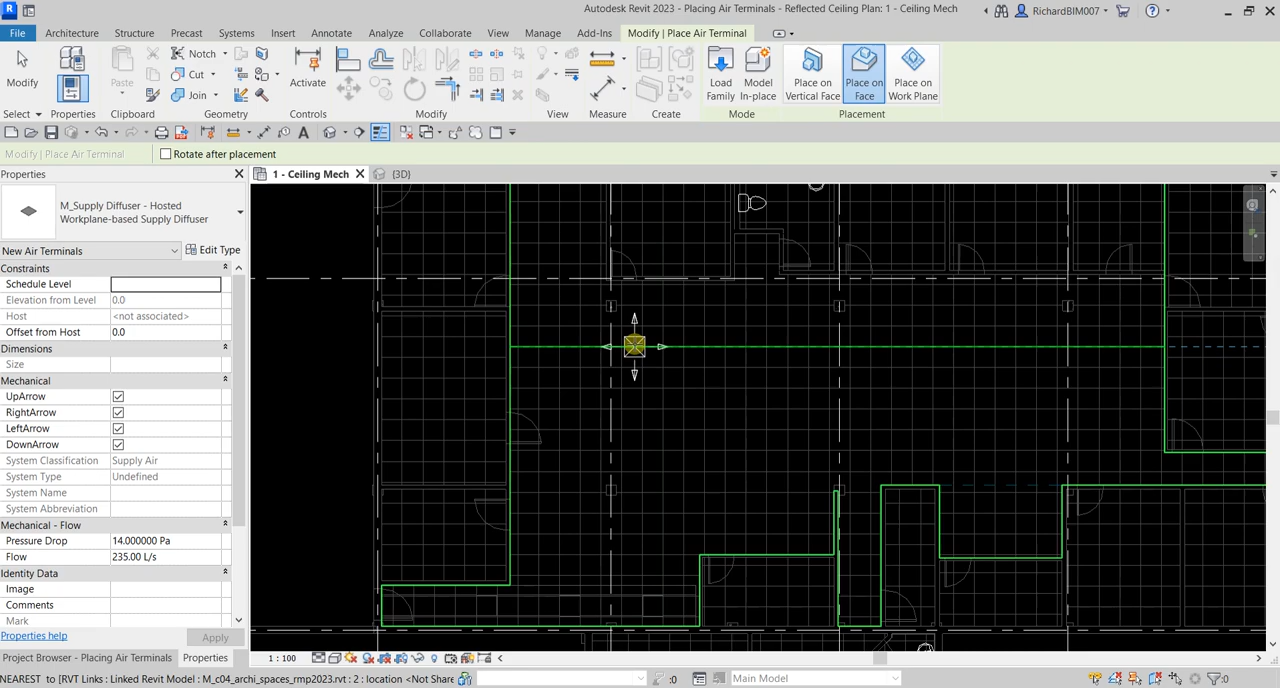 Autodesk Revit 2023 - Placing Air Terminals - Reflected Ceiling Plan: 1 - Ceiling Mech
RichardBIM007
File
Architecture
Structure
Precast
Systems
Insert
Annotate
Analyze
Collaborate
View
Manage
Add-Ins
Modify | Place Air Terminal
Modify
Paste
Notch
Cut
Join
Activate
Load Family
Model In-place
Place on Vertical Face
Place on Face
Place on Work Plane
Select
Properties
Clipboard
Geometry
Controls
Modify
View
Measure
Create
Mode
Placement
Modify | Place Air Terminal
Rotate after placement
Properties
1 - Ceiling Mech
{3D}
M_Supply Diffuser - Hosted
Workplane-based Supply Diffuser
New Air Terminals
Edit Type
Constraints
Schedule Level
Elevation from Level 0.0
Host <not associated>
Offset from Host 0.0
Dimensions
Size
Mechanical
UpArrow
RightArrow
LeftArrow
DownArrow
System Classification Supply Air
System Type Undefined
System Name
System Abbreviation
Mechanical - Flow
Pressure Drop 14.000000 Pa
Flow 235.00 L/s
Identity Data
Image
Comments
Mark
Properties help
Apply
Project Browser - Placing Air Terminals
Properties
1 : 100
NEAREST to [RVT Links : Linked Revit Model : M_c04_archi_spaces_rmp2023.rvt : 2 : location <Not Share
:0
Main Model
:0